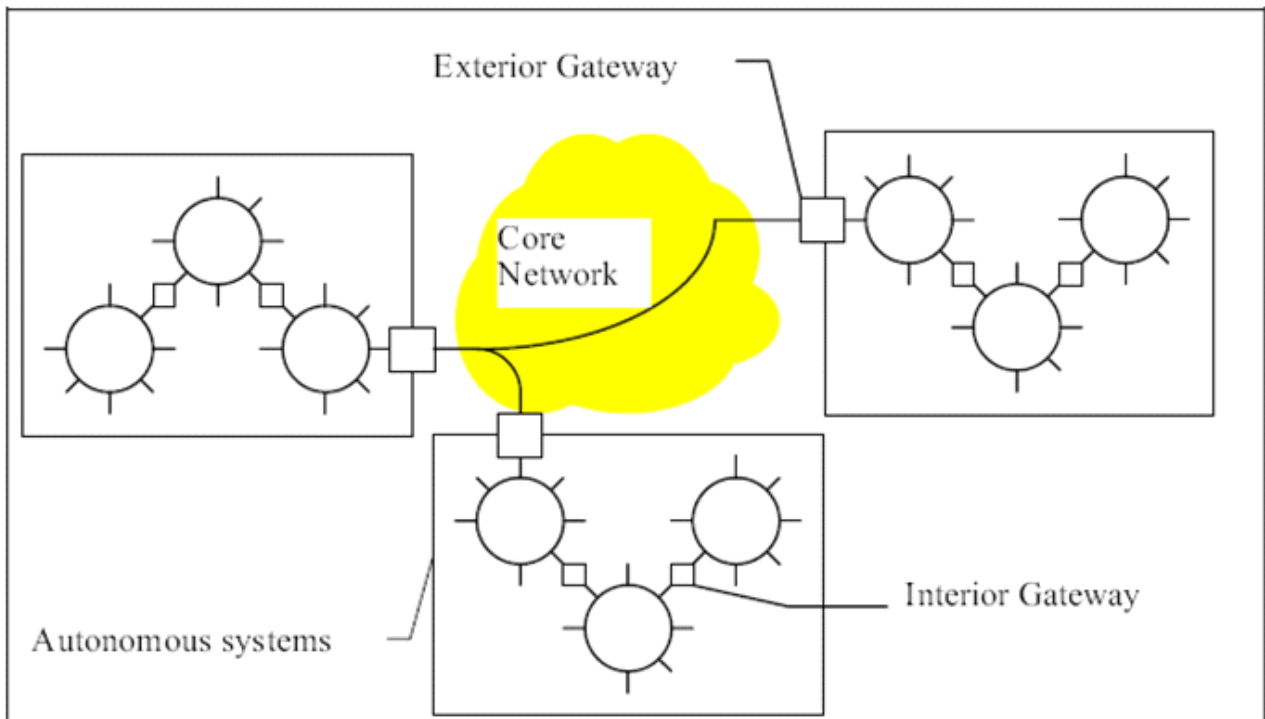 Exterior Gateway
Core
Network
Interior Gateway
Autonomous systems